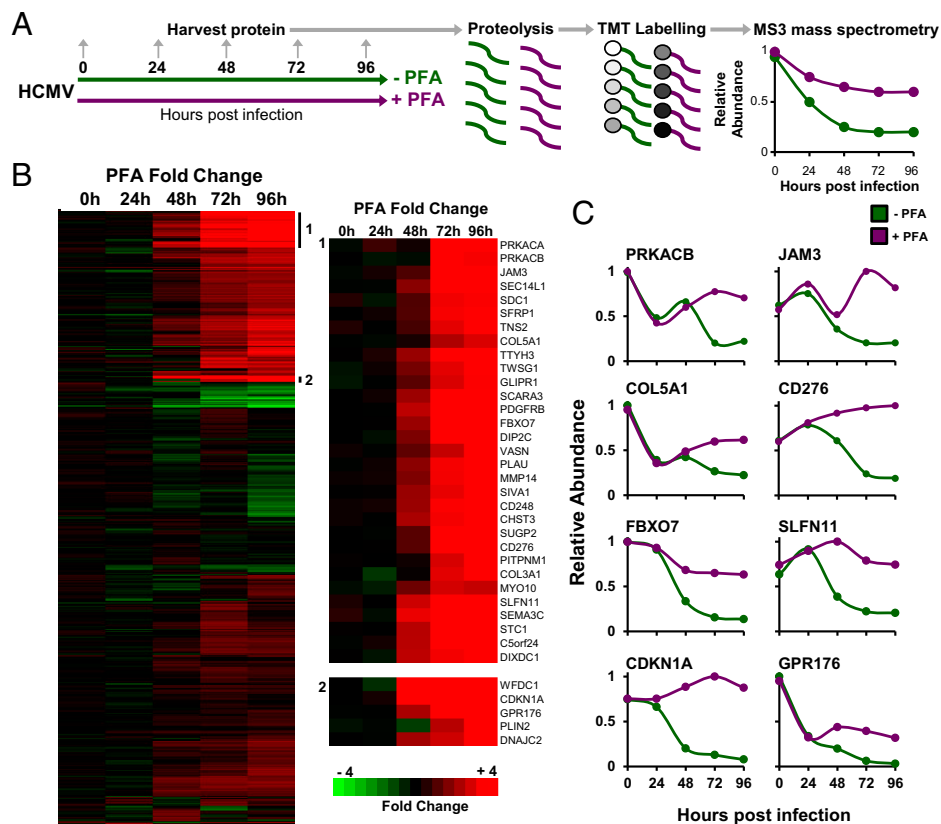 A
Harvest protein
Proteolysis
TMT Labelling
MS3 mass spectrometry
0 24 48 72 96
HCMV
- PFA
+ PFA
Hours post infection
Relative Abundance
1
0.5
0
0 24 48 72 96
Hours post infection
B
PFA Fold Change
0h 24h 48h 72h 96h
1
2
PFA Fold Change
0h 24h 48h 72h 96h
1
PRKACA
PRKACB
JAM3
SEC14L1
SDC1
SFRP1
TNS2
COL5A1
TTYH3
TWSG1
GLIPR1
SCARA3
PDGFRB
FBXO7
DIP2C
VASN
PLAU
MMP14
SIVA1
CD248
CHST3
SUGP2
CD276
PITPNM1
COL3A1
MYO10
SLFN11
SEMA3C
STC1
C5orf24
DIXDC1
2
WFDC1
CDKN1A
GPR176
PLIN2
DNAJC2
- 4
+ 4
Fold Change
C
- PFA
+ PFA
Relative Abundance
PRKACB
1
0.5
0
JAM3
COL5A1
1
0.5
0
CD276
FBXO7
1
0.5
0
SLFN11
CDKN1A
1
0.5
0
0 24 48 72 96
GPR176
0 24 48 72 96
Hours post infection